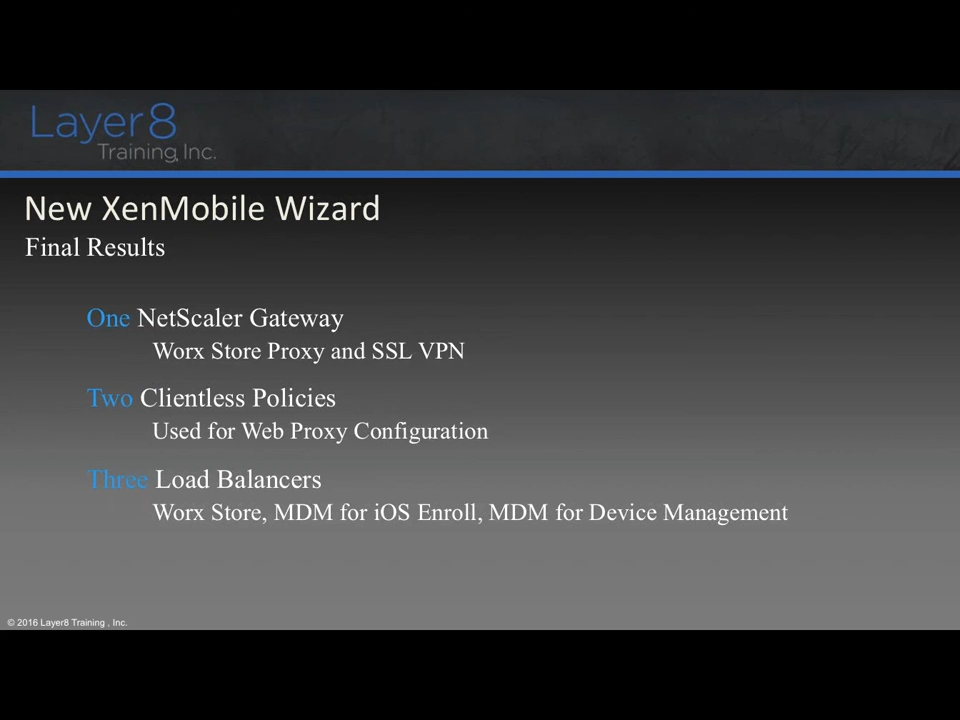 Layer8
Training, Inc.
New XenMobile Wizard
Final Results
One NetScaler Gateway
Worx Store Proxy and SSL VPN
Two Clientless Policies
Used for Web Proxy Configuration
Three Load Balancers
Worx Store, MDM for iOS Enroll, MDM for Device Management
© 2016 Layer8 Training , Inc.